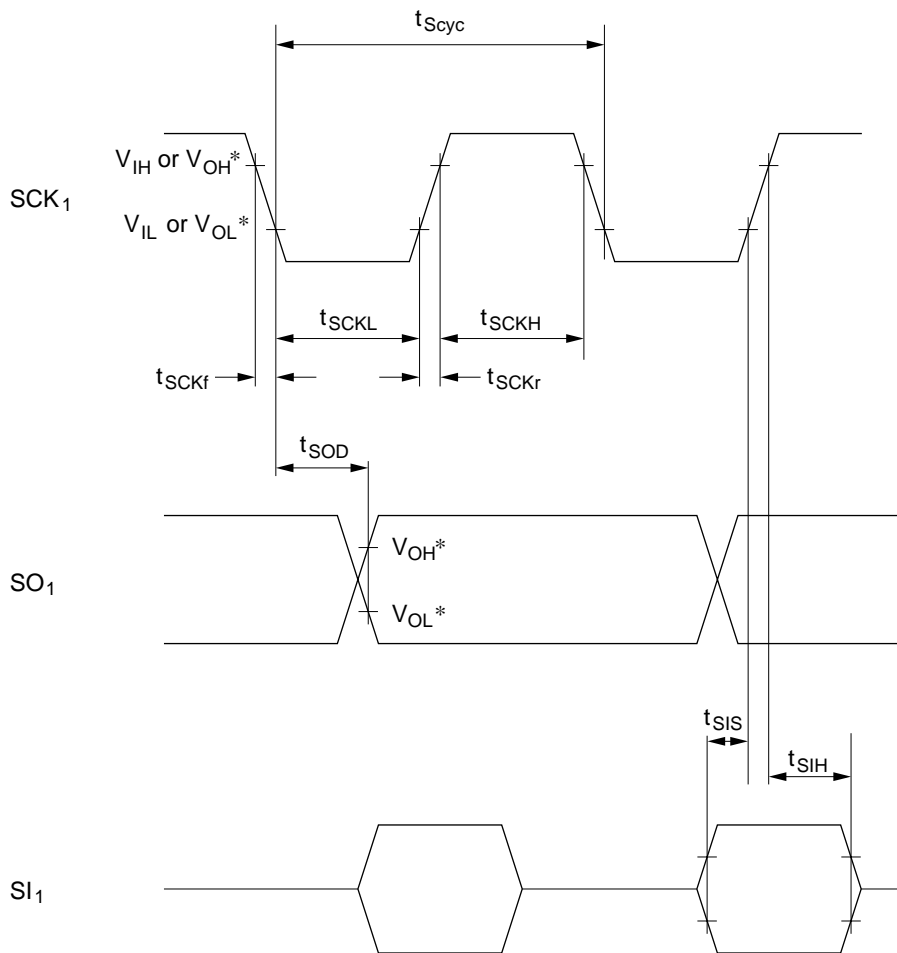 tScyc
VIH or VOH*
SCK1
VIL or VOL*
tSCKL
tSCKH
tSCKf
tSCKr
tSOD
VOH*
SO1
VOL*
tSIS
tSIH
SI1